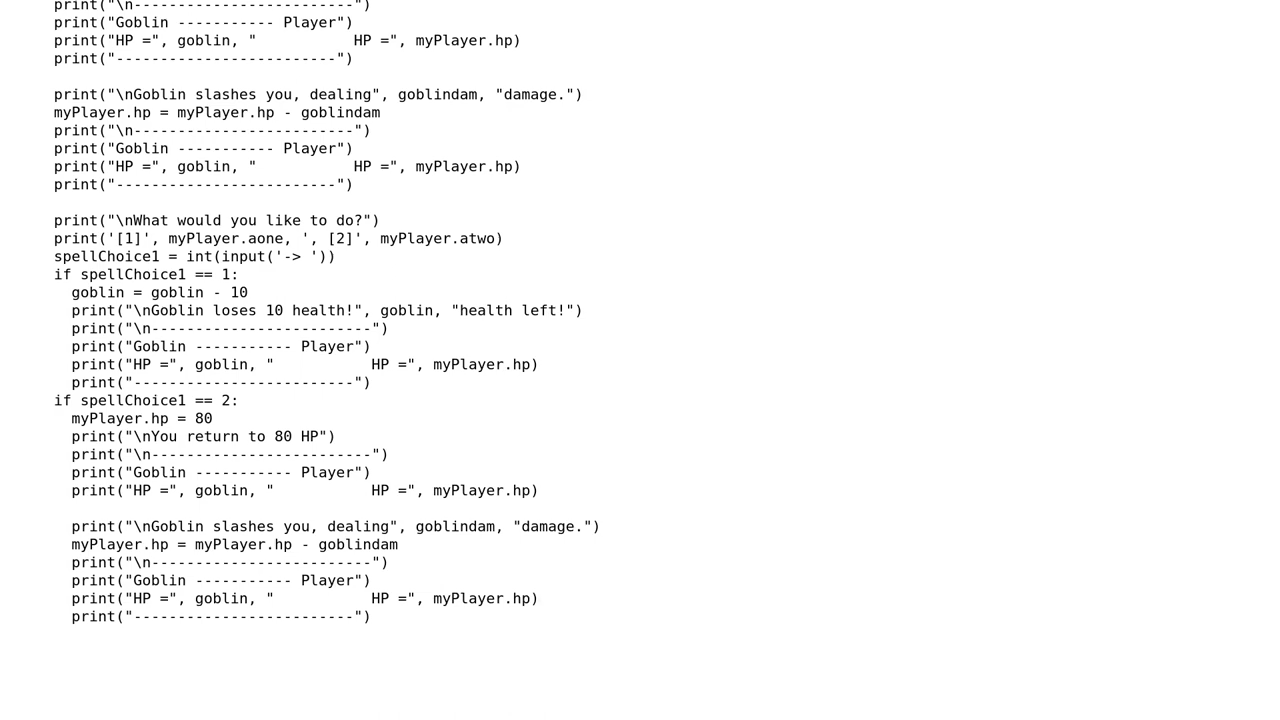 print("\n-------------------------")
print("Goblin ----------- Player")
print("HP =", goblin, "           HP =", myPlayer.hp)
print("-------------------------")

print("\nGoblin slashes you, dealing", goblindam, "damage.")
myPlayer.hp = myPlayer.hp - goblindam
print("\n-------------------------")
print("Goblin ----------- Player")
print("HP =", goblin, "           HP =", myPlayer.hp)
print("-------------------------")

print("\nWhat would you like to do?")
print('[1]', myPlayer.aone, ', [2]', myPlayer.atwo)
spellChoice1 = int(input('-> '))
if spellChoice1 == 1:
  goblin = goblin - 10
  print("\nGoblin loses 10 health!", goblin, "health left!")
  print("\n-------------------------")
  print("Goblin ----------- Player")
  print("HP =", goblin, "           HP =", myPlayer.hp)
  print("-------------------------")
if spellChoice1 == 2:
  myPlayer.hp = 80
  print("\nYou return to 80 HP")
  print("\n-------------------------")
  print("Goblin ----------- Player")
  print("HP =", goblin, "           HP =", myPlayer.hp)

  print("\nGoblin slashes you, dealing", goblindam, "damage.")
  myPlayer.hp = myPlayer.hp - goblindam
  print("\n-------------------------")
  print("Goblin ----------- Player")
  print("HP =", goblin, "           HP =", myPlayer.hp)
  print("-------------------------")